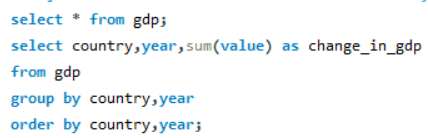 select * from gdp;
select country,year,sum(value) as change_in_gdp
from gdp
group by country,year
order by country,year;